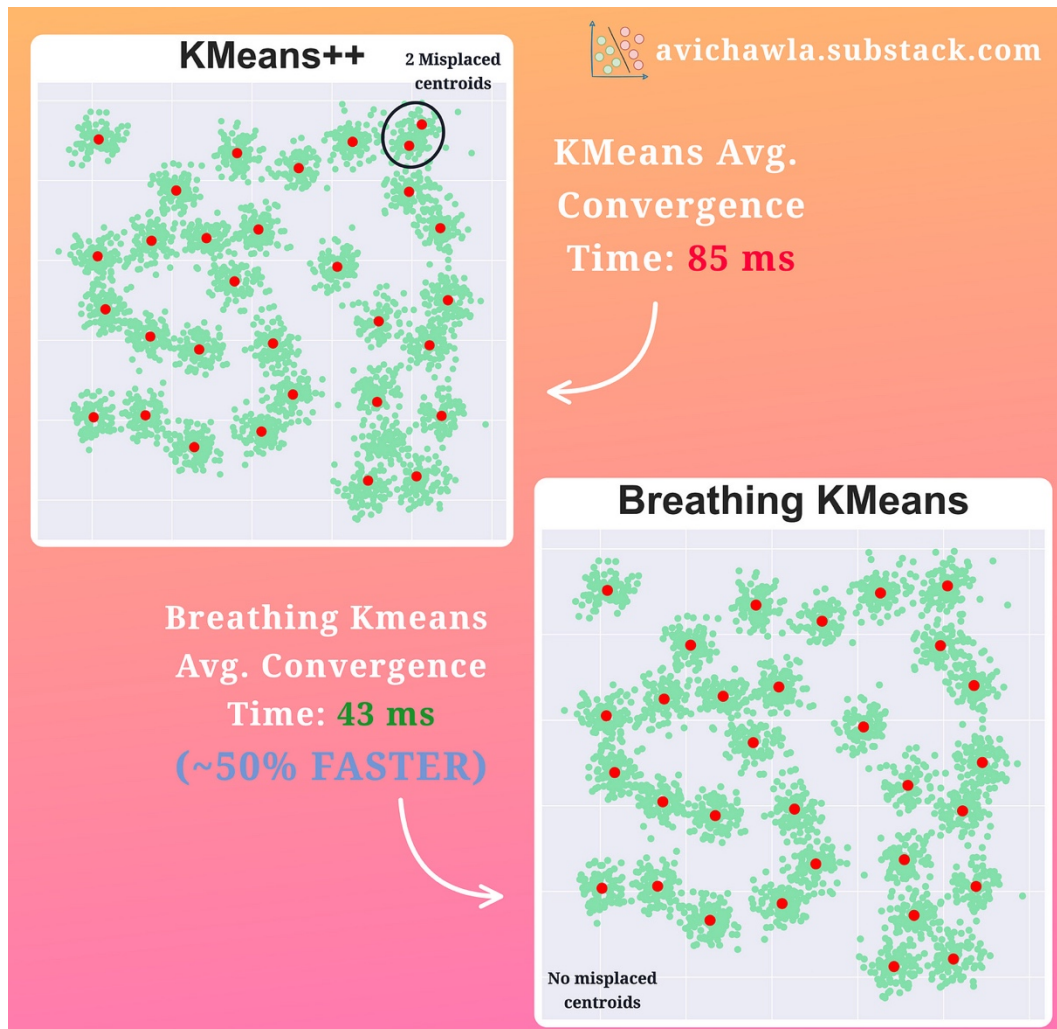 KMeans++
2 Misplaced
centroids
avichawla.substack.com
KMeans Avg.
Convergence
Time: 85 ms
Breathing KMeans
Breathing Kmeans
Avg. Convergence
Time: 43 ms
(~50% FASTER)
No misplaced
centroids